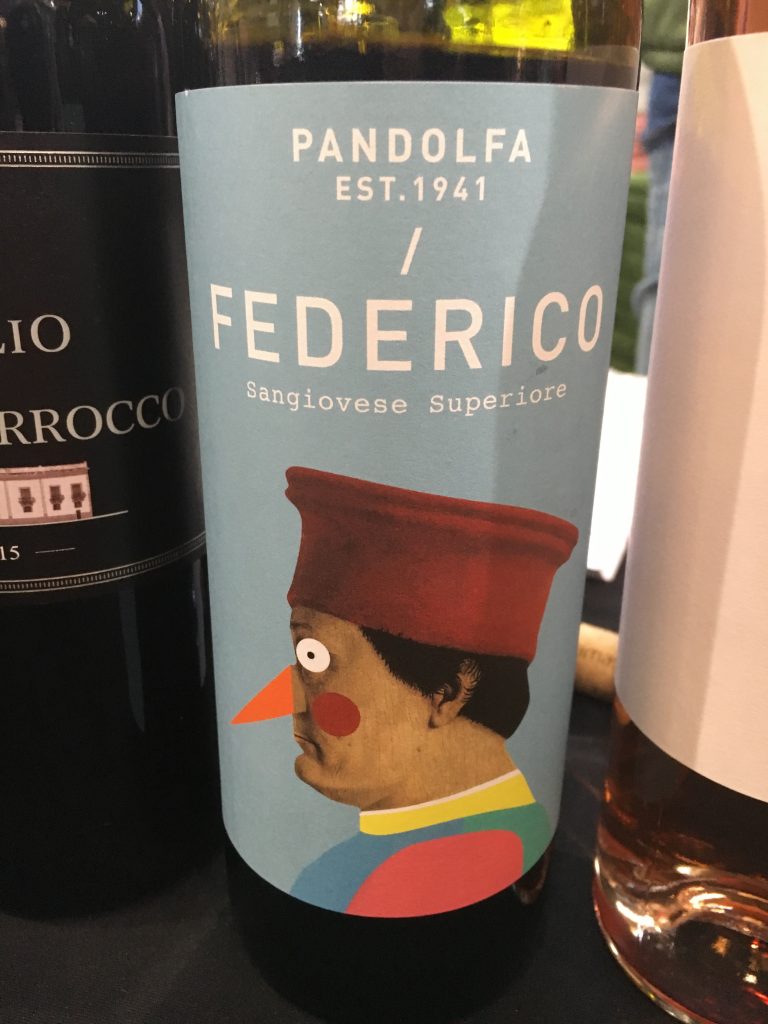 PANDOLFA
EST.1941
/
FEDERICO
Sangiovese Superiore
LIO
RROCCO
15